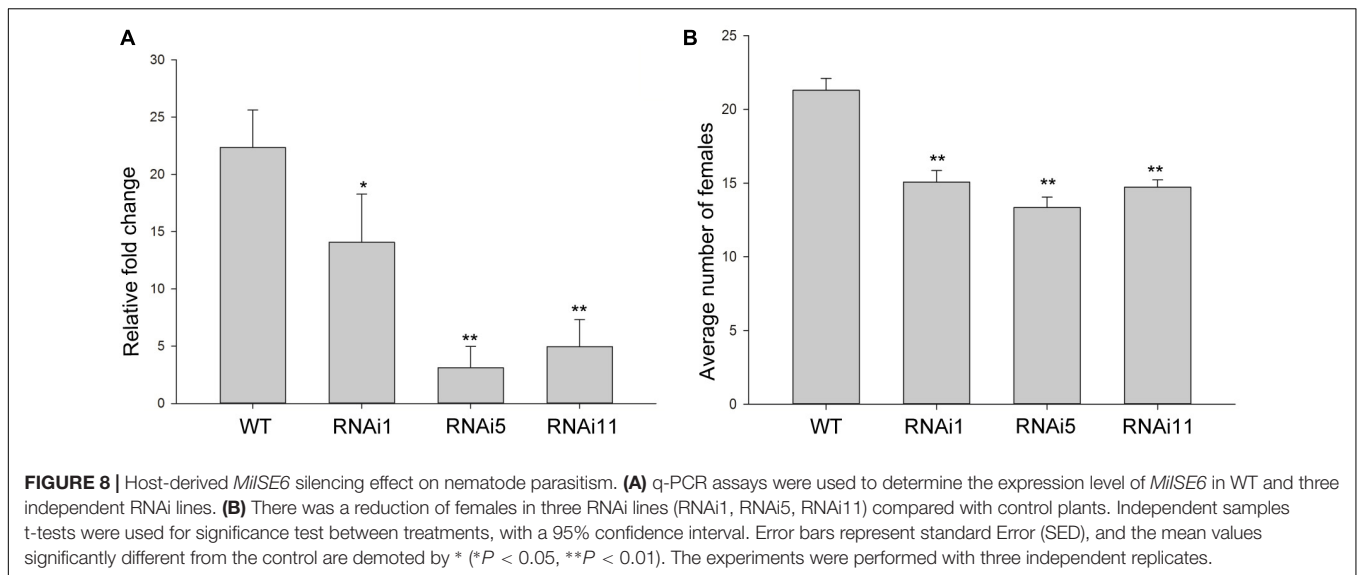 A
30
25
20
15
10
5
0
Relative fold change
*
**
**
WT RNAi1 RNAi5 RNAi11
B
25
20
15
10
5
0
Average number of females
**
**
**
WT RNAi1 RNAi5 RNAi11
FIGURE 8 | Host-derived MiISE6 silencing effect on nematode parasitism. (A) q-PCR assays were used to determine the expression level of MiISE6 in WT and three
independent RNAi lines. (B) There was a reduction of females in three RNAi lines (RNAi1, RNAi5, RNAi11) compared with control plants. Independent samples
t-tests were used for significance test between treatments, with a 95% confidence interval. Error bars represent standard Error (SED), and the mean values
significantly different from the control are demoted by * (*P < 0.05, **P < 0.01). The experiments were performed with three independent replicates.